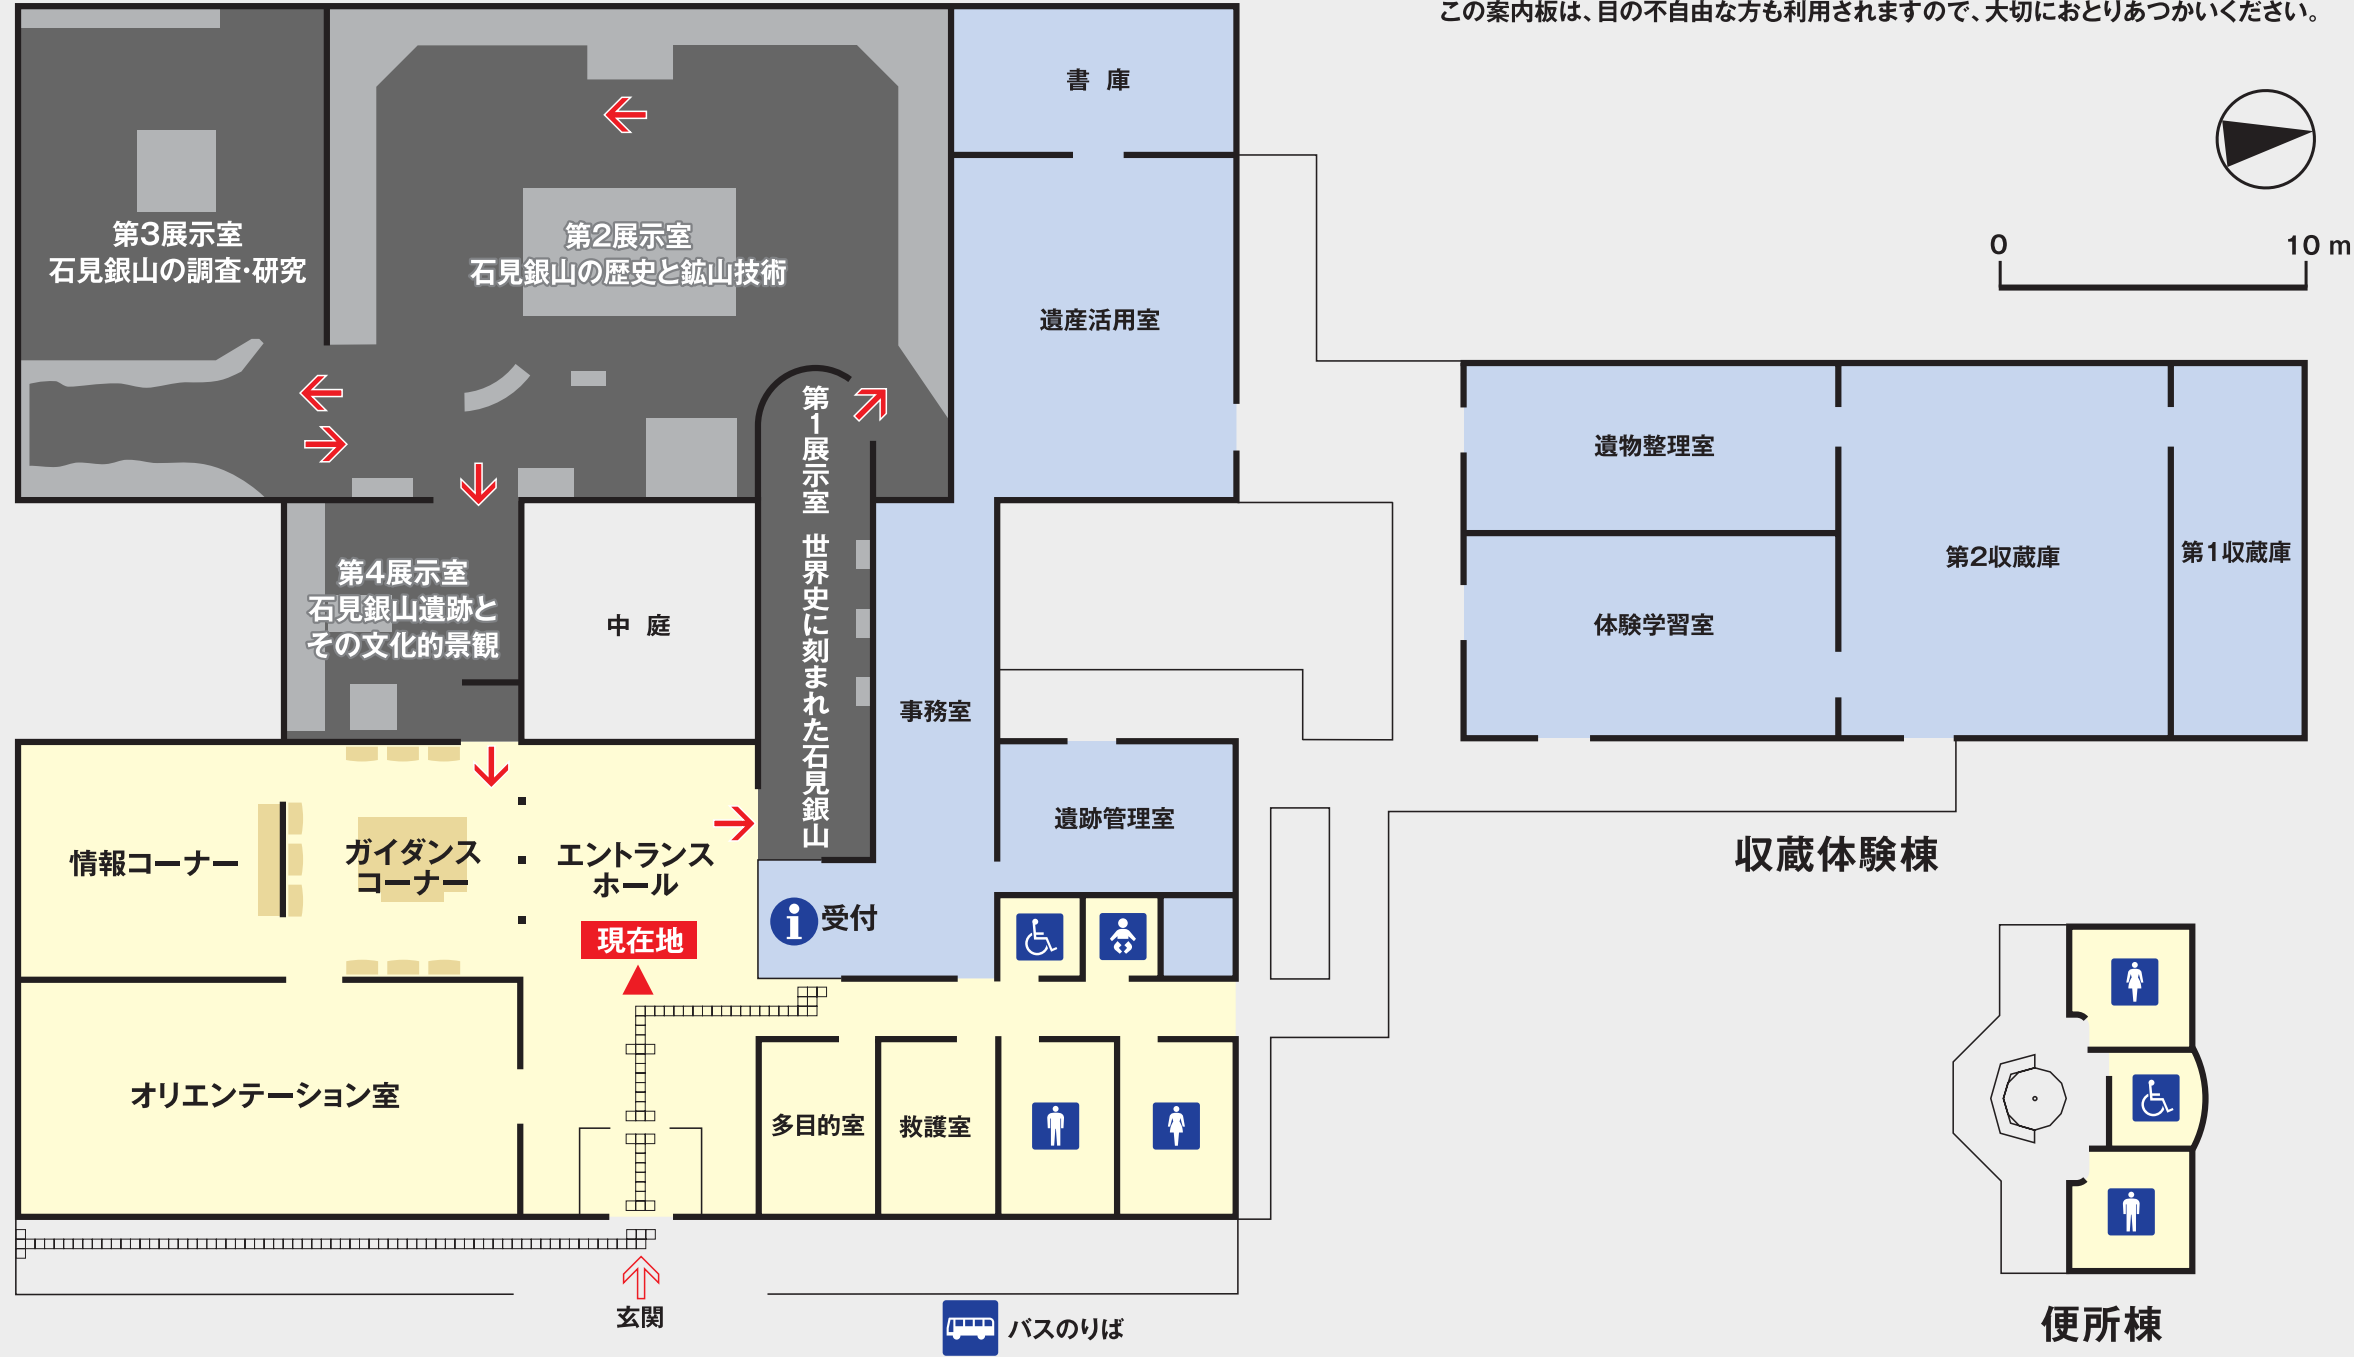 この案内板は、目の不自由な方も利用されますので、大切におとりあつかいください。
書 庫
0
10 m
第3展示室
石見銀山の調査・研究
第2展示室
石見銀山の歴史と鉱山技術
遺産活用室
第1展示室 世界史に刻まれた石見銀山
遺物整理室
第2収蔵庫
第1収蔵庫
体験学習室
第4展示室
石見銀山遺跡と
その文化的景観
中 庭
事務室
遺跡管理室
収蔵体験棟
情報コーナー
ガイダンス
コーナー
エントランス
ホール
i 受付
現在地
オリエンテーション室
多目的室
救護室
玄関
バスのりば
便所棟